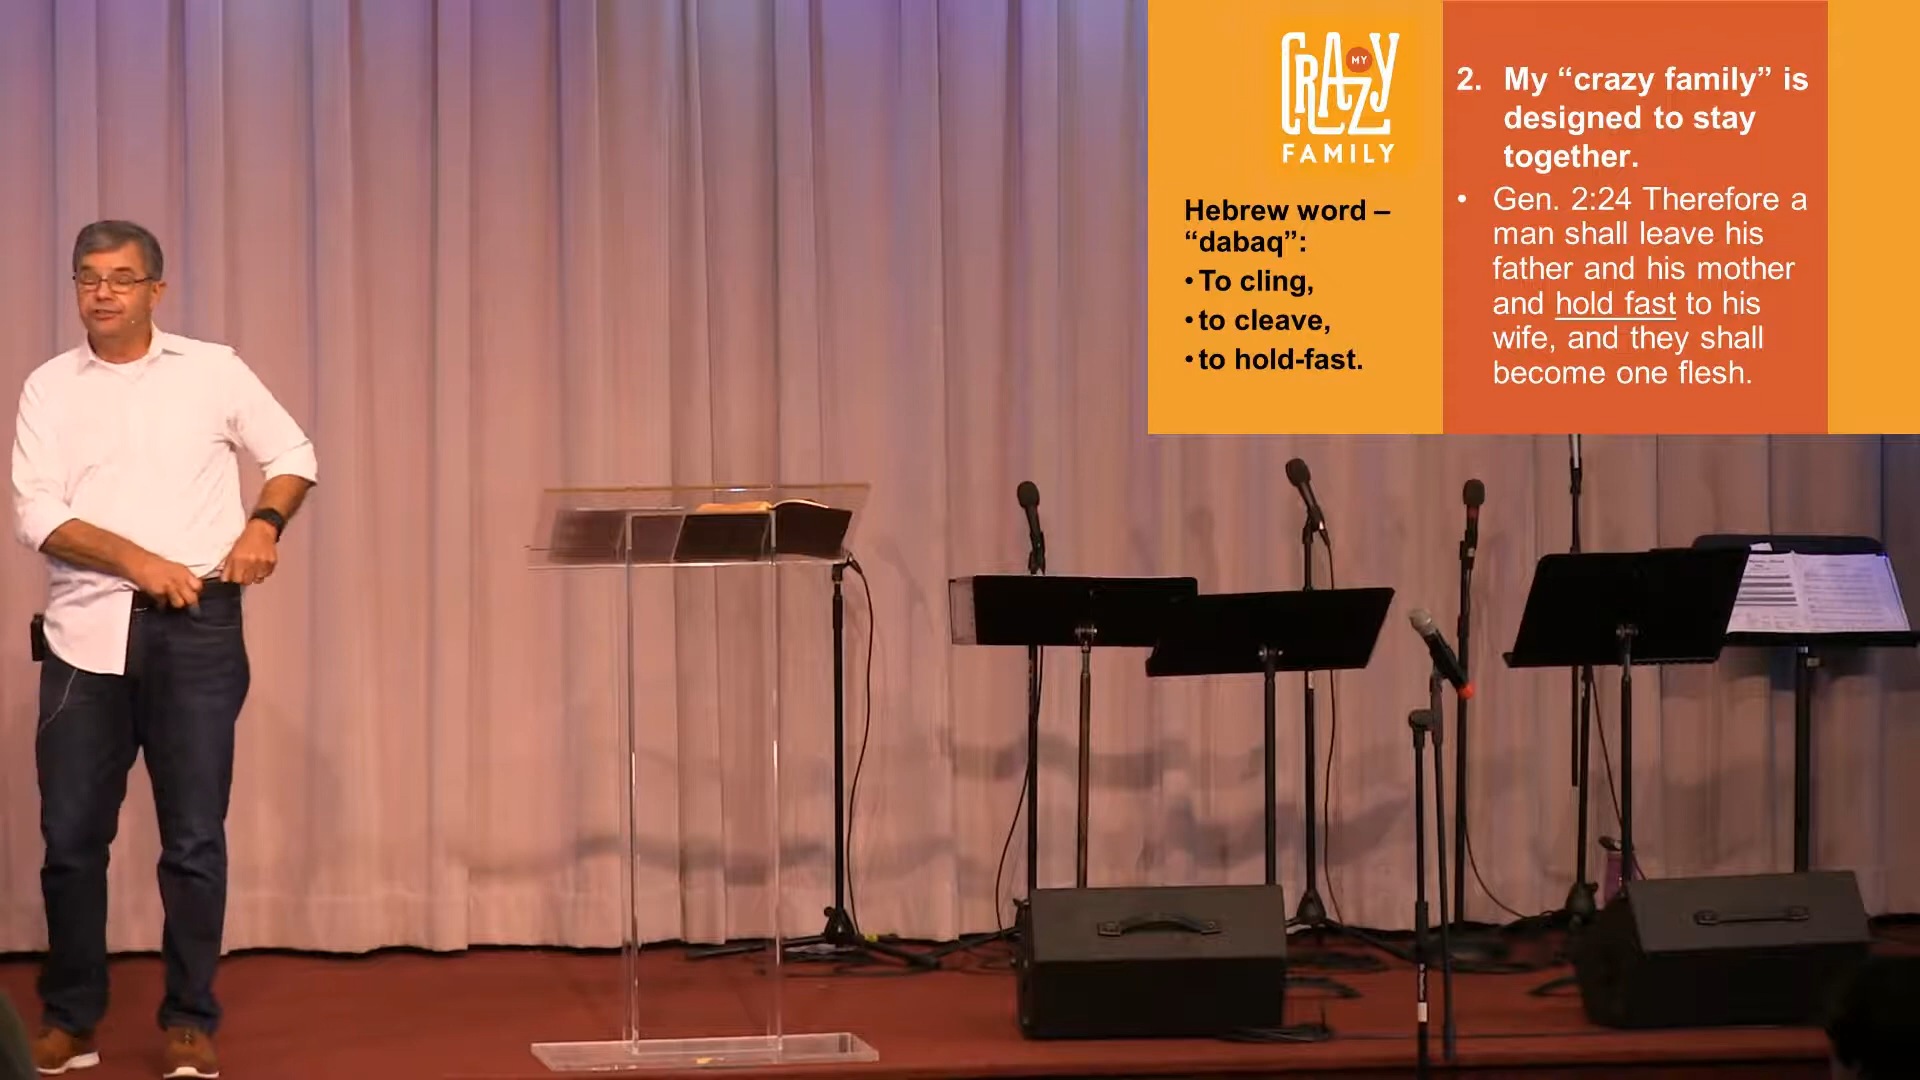 CRAZY
MY
FAMILY
Hebrew word –
“dabaq”:
• To cling,
• to cleave,
• to hold-fast.
2. My “crazy family” is
designed to stay
together.
• Gen. 2:24 Therefore a
man shall leave his
father and his mother
and hold fast to his
wife, and they shall
become one flesh.